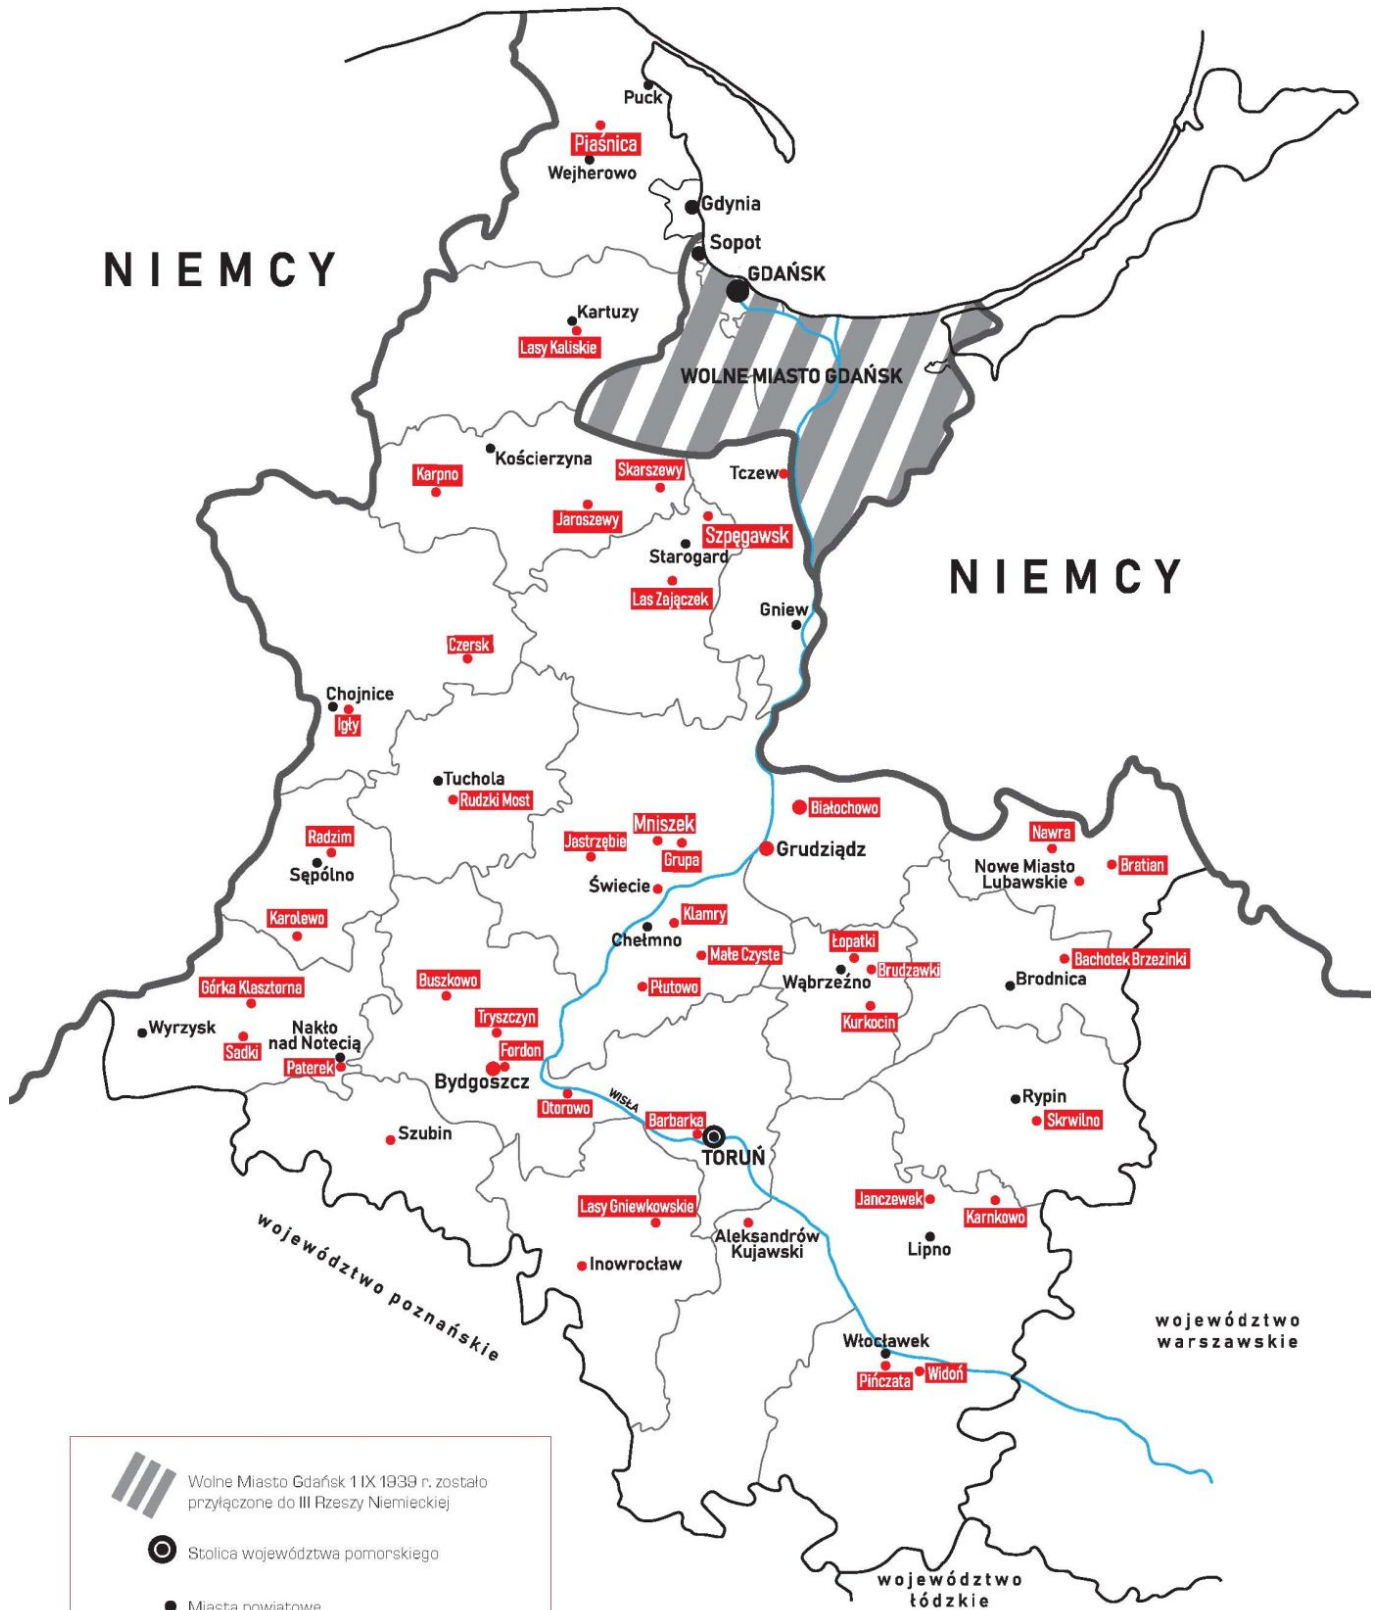 Puck
Piaśnica
Wejherowo
Gdynia
Sopot
NIEMCY
GDAŃSK
Kartuzy
Lasy Kaliskie
WOLNE MIASTO GDAŃSK
Kościerzyna
Karpno
Skarszewy
Tczew
Jaroszewy
Szpęgawsk
Starogard
NIEMCY
Las Zajączek
Gniew
Czersk
Chojnice
Igły
Tuchola
Rudzki Most
Białochowo
Radzim
Jastrzębie
Mniszek
Grupa
Grudziądz
Nawra
Nowe Miasto
Lubawskie
Bratian
Sępólno
Świecie
Karolewo
Klamry
Chełmno
Małe Czyste
Łopatki
Wąbrzeźno
Brudzawki
Bachotek Brzezinki
Brodnica
Górka Klasztorna
Buszkowo
Płutowo
Kurkocin
Wyrzysk
Sadki
Nakło
nad Notecią
Paterek
Tryszczyn
Fordon
Bydgoszcz
Otorowo
WISŁA
Barbarka
TORUŃ
Rypin
Skrwilno
Szubin
Lasy Gniewkowskie
Aleksandrów
Kujawski
Janczewek
Karnkowo
Lipno
Inowrocław
województwo poznańskie
województwo
warszawskie
Włocławek
Pińczata
Widoń
Wolne Miasto Gdańsk 1 IX 1939 r. zostało
przyłączone do III Rzeszy Niemieckiej
Stolica województwa pomorskiego
Miasta powiatowe
województwo
łódzkie